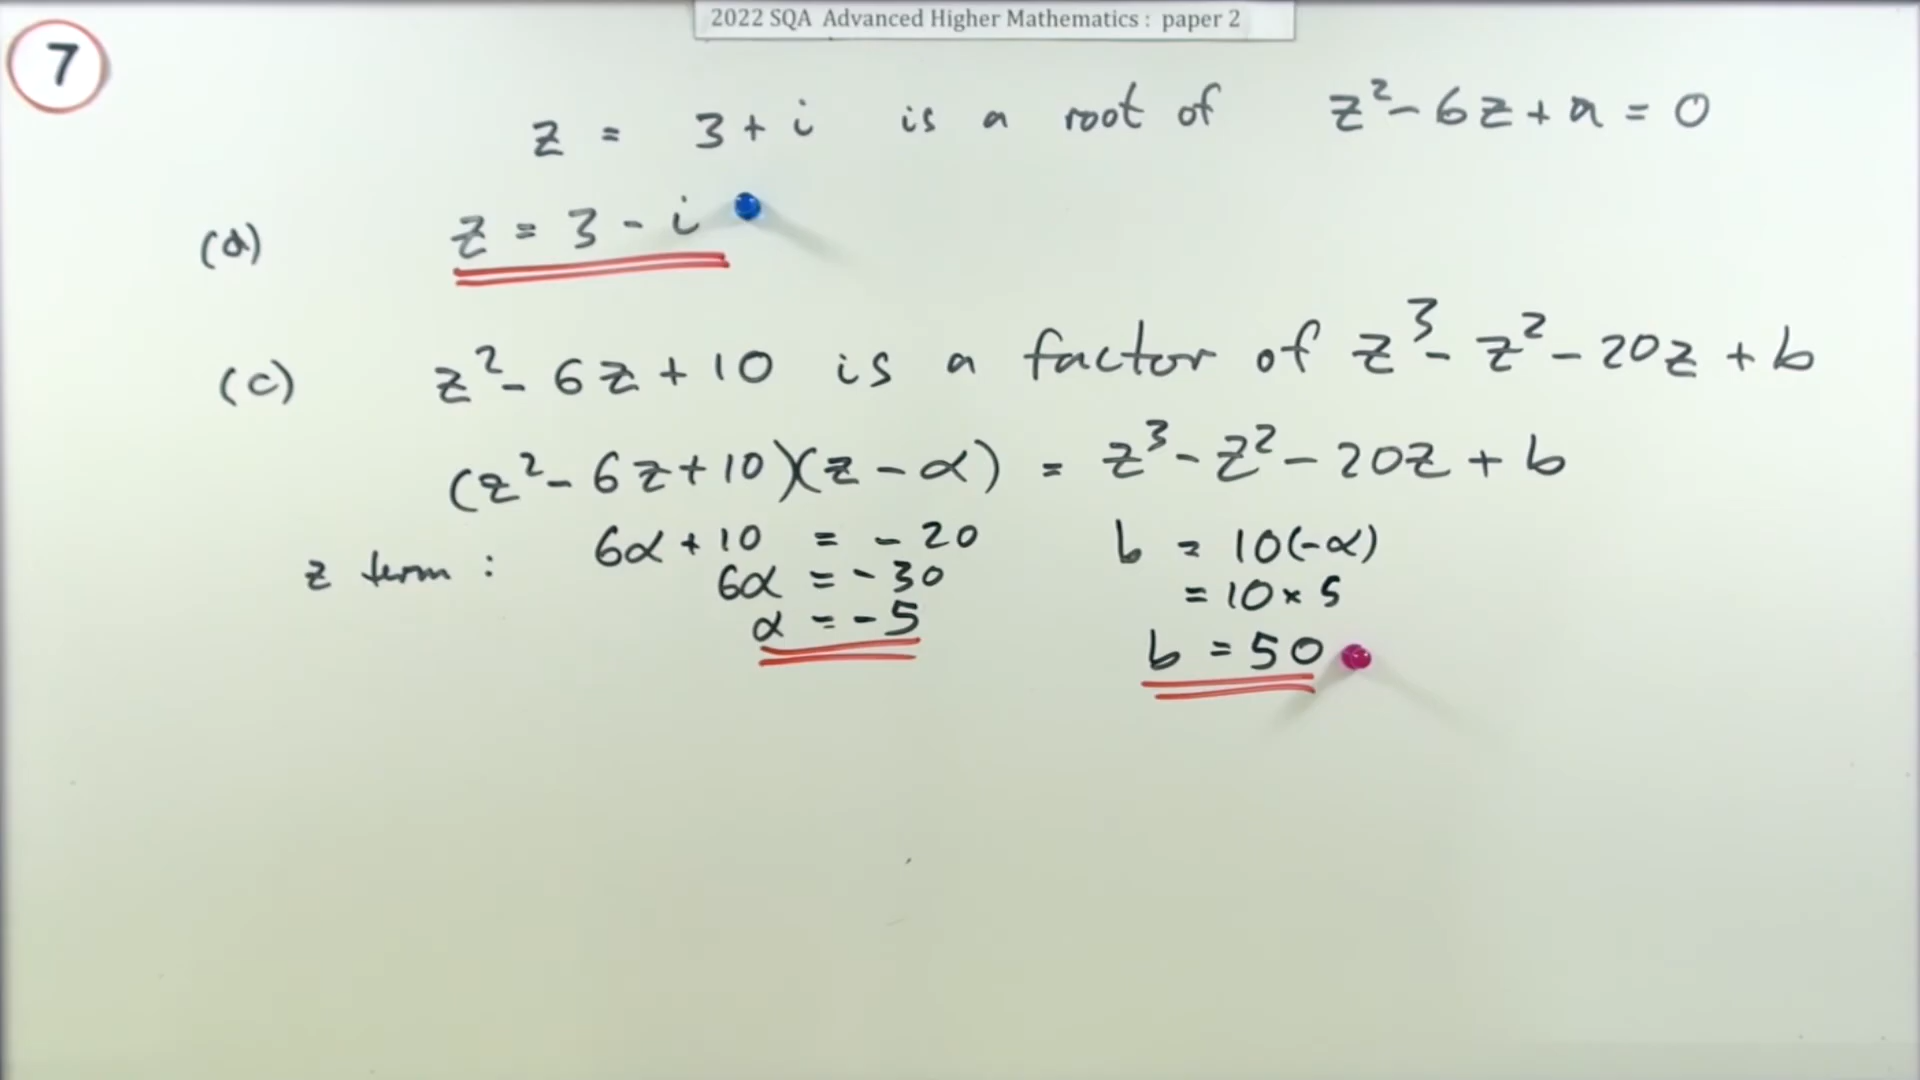 2022 SQA Advanced Higher Mathematics : paper 2
7
z = 3 + i is a root of z² - 6z + a = 0
(a) z = 3 - i
(c) z² - 6z + 10 is a factor of z³ - z² - 20z + b
(z² - 6z + 10)(z - α) = z³ - z² - 20z + b
z term : 6α + 10 = - 20
6α = - 30
α = - 5
b = 10(-α)
= 10 × 5
b = 50